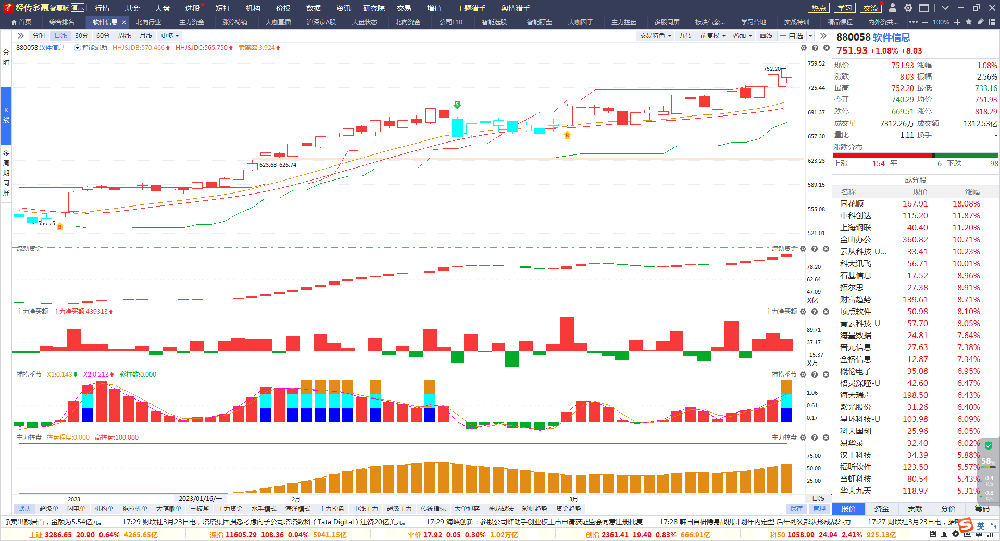 经传多赢 智尊版 演示 行情 基金 大盘 选股 短打 机构 价投 数据 资讯 研究院 交易 增值 主题猎手 舆情猎手 热点 学习 交流
首页 综合排名 软件信息 × 北向行业 主力资金 涨停棱镜 大咖直播 沪深京A股 大盘状态 北向资金 公司F10 智能选股 智能盯盘 大咖圈子 主力控盘 多股同屏 板块气象... 学习营地 实战特训 精品课程 内外资共... 100%
分时 日线 30分 60分 周线 月线 更多 交易特色 九转 前复权 叠加 画线 一自选
880058 软件信息 智能辅助 HHJSJDB:570.466 HHJSJDC:565.750 乖离率:3.924
分时
K线
多周期同屏
759.52
725.44
691.37
657.30
623.23
589.15
555.08
521.01
752.20
623.68-626.74
534.75
S
B
B
流动资金 流动资金
78.20
62.64
47.09
X亿
主力净买额 主力净买额:439313 主力净买额
89.71
37.17
-15.37
X万
捕捞季节 X1:0.143 X2:0.213 彩柱数:0.000 捕捞季节
1.06
0.61
0.17
主力控盘 控盘程度:0.000 高控盘:100.000 主力控盘
75.00
50.00
25.00
2023 2023/01/16/一 2月 3月 日线
默认 超级单 闪电单 机构单 拖拉机单 大笔撤单 三板斧 主力资金 水手模式 海洋模式 主力控盘 中线主力 超级主力 传统指标 大单博弈 神龙战法 彩虹趋势 资金趋势 保存 管理
880058 软件信息
751.93 +1.08% +8.03
现价 751.93 涨幅 1.08%
涨跌 8.03 振幅 2.56%
最高 752.20 最低 733.16
今开 740.29 均价 751.93
跌停 669.51 涨停 818.29
成交量 7312.26万 成交额 1312.53亿
量比 1.11 换手 -
涨跌分布
上涨 154 平 6 下跌 98
成分股
名称 现价 涨幅
同花顺 167.91 18.08%
中科创达 115.20 11.87%
上海钢联 40.40 11.20%
金山办公 360.82 10.71%
云从科技-U... 33.41 10.23%
科大讯飞 56.71 10.01%
石基信息 17.52 8.96%
拓尔思 27.38 8.91%
财富趋势 139.61 8.71%
顶点软件 50.98 8.10%
青云科技-U 57.70 8.05%
海量数据 24.81 7.64%
普元信息 27.63 7.38%
金桥信息 12.87 7.34%
概伦电子 35.08 6.95%
格灵深瞳-U 42.60 6.47%
海天瑞声 198.50 6.43%
紫光股份 31.26 6.40%
星环科技-U 103.98 6.09%
科大国创 25.96 6.05%
易华录 32.40 6.02%
汉王科技 34.39 5.88%
福昕软件 123.50 5.57%
当虹科技 80.54 5.43%
华大九天 118.97 5.31%
58%
0.4
K/s
0.8
K/s
报价 资金 贡献 分价 筹码
净卖出额居首，金额为5.54亿元。 17:29 财联社3月23日电，塔塔集团据悉考虑向子公司塔塔数科（Tata Digital）注资20亿美元。 17:29 海峡创新：参股公司蜂助手创业板上市申请获证监会同意注册批复 17:28 韩国自研隐身战机计划年内定型 后年列装部队形成战斗力 17:27 财联社3月23日电，据
上证 3286.65 20.90 0.64% 4265.65亿 深指 11605.29 108.36 0.94% 5941.15亿 平价 17.92 0.05 0.30% 1.02万亿 创指 2361.41 19.49 0.83% 666.91亿 科50 1058.99 24.94 2.41% 925.13亿
S 英